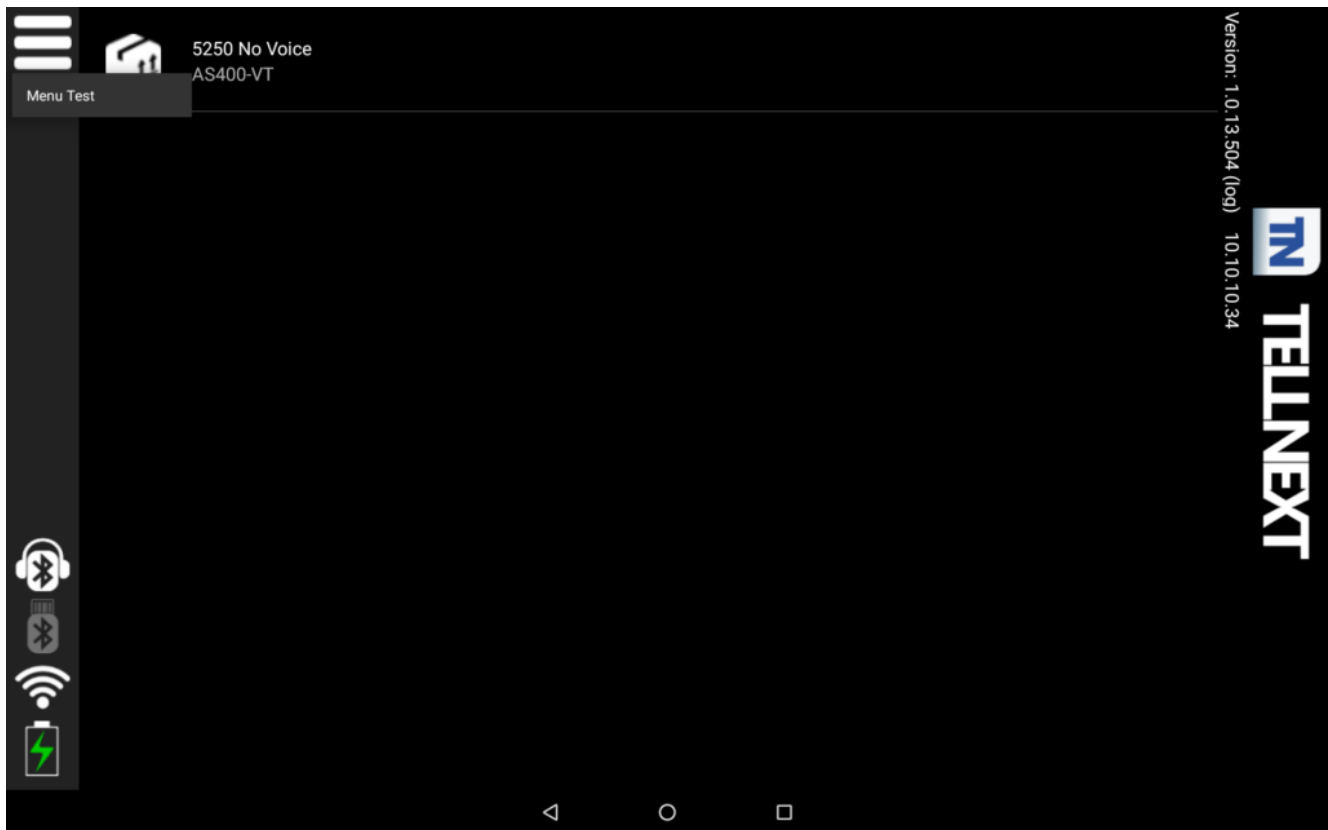 5250 No Voice
AS400-VT
Menu Test
Version: 1.0.13.504 (log) 10.10.10.34
TN TELLNEXT